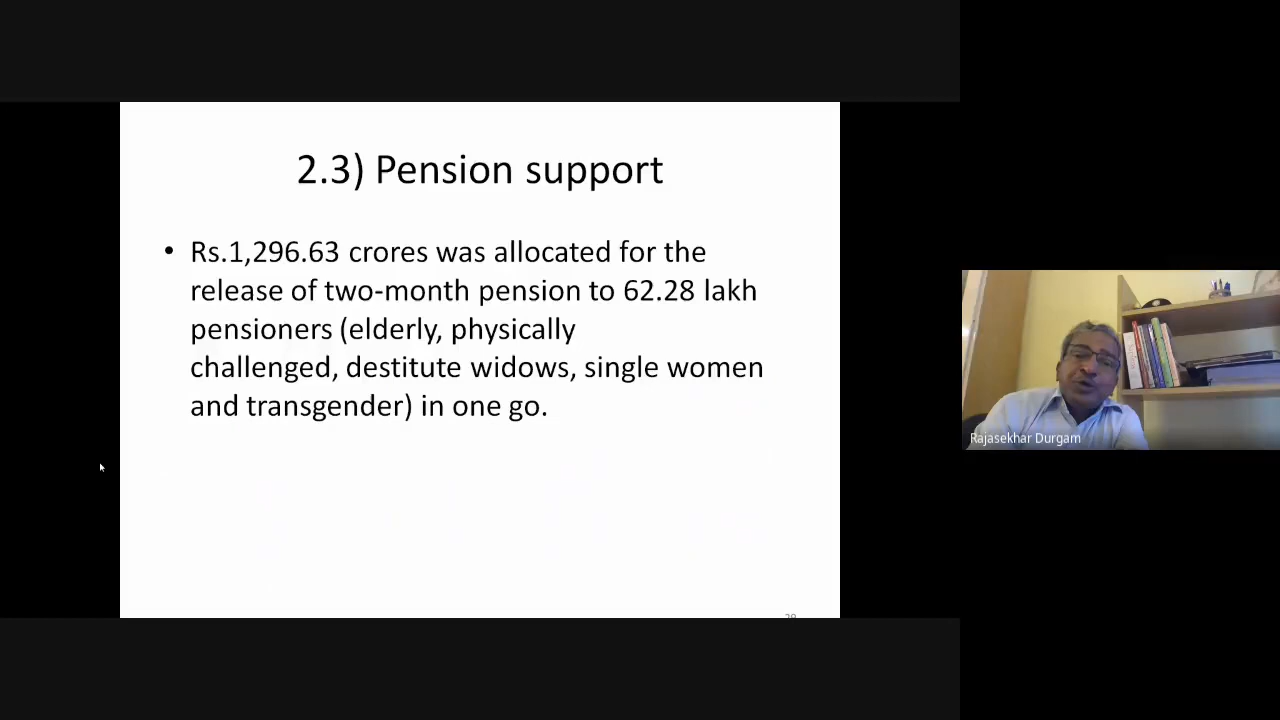 2.3) Pension support
• Rs.1,296.63 crores was allocated for the
release of two-month pension to 62.28 lakh
pensioners (elderly, physically
challenged, destitute widows, single women
and transgender) in one go.
Rajasekhar Durgam